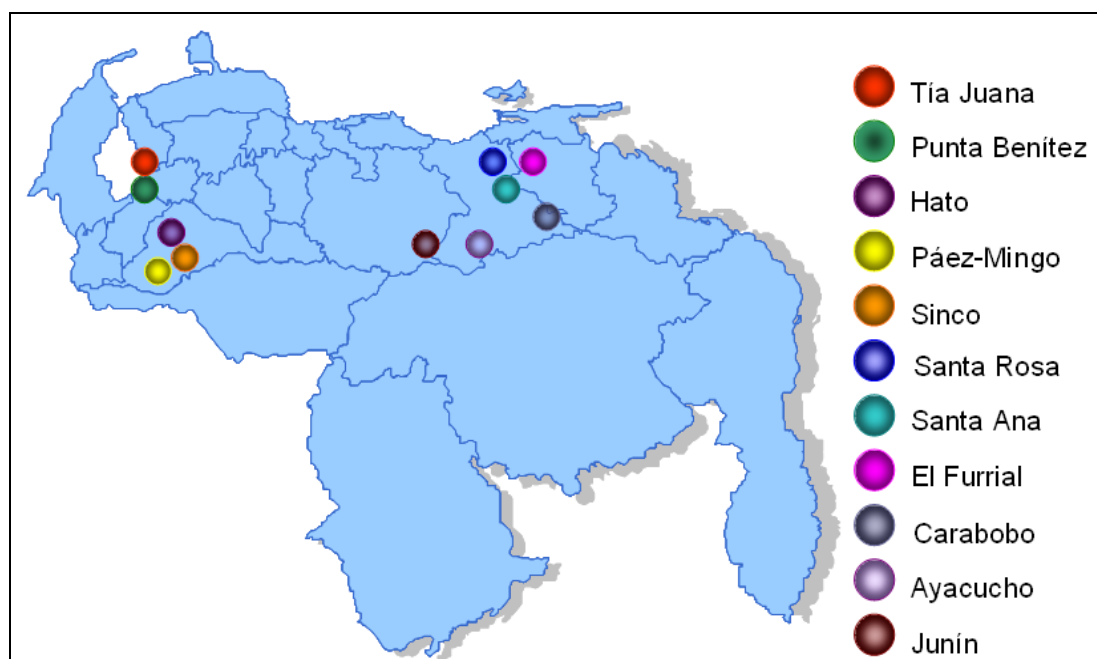 Tía Juana
Punta Benítez
Hato
Páez-Mingo
Sinco
Santa Rosa
Santa Ana
El Furrial
Carabobo
Ayacucho
Junín